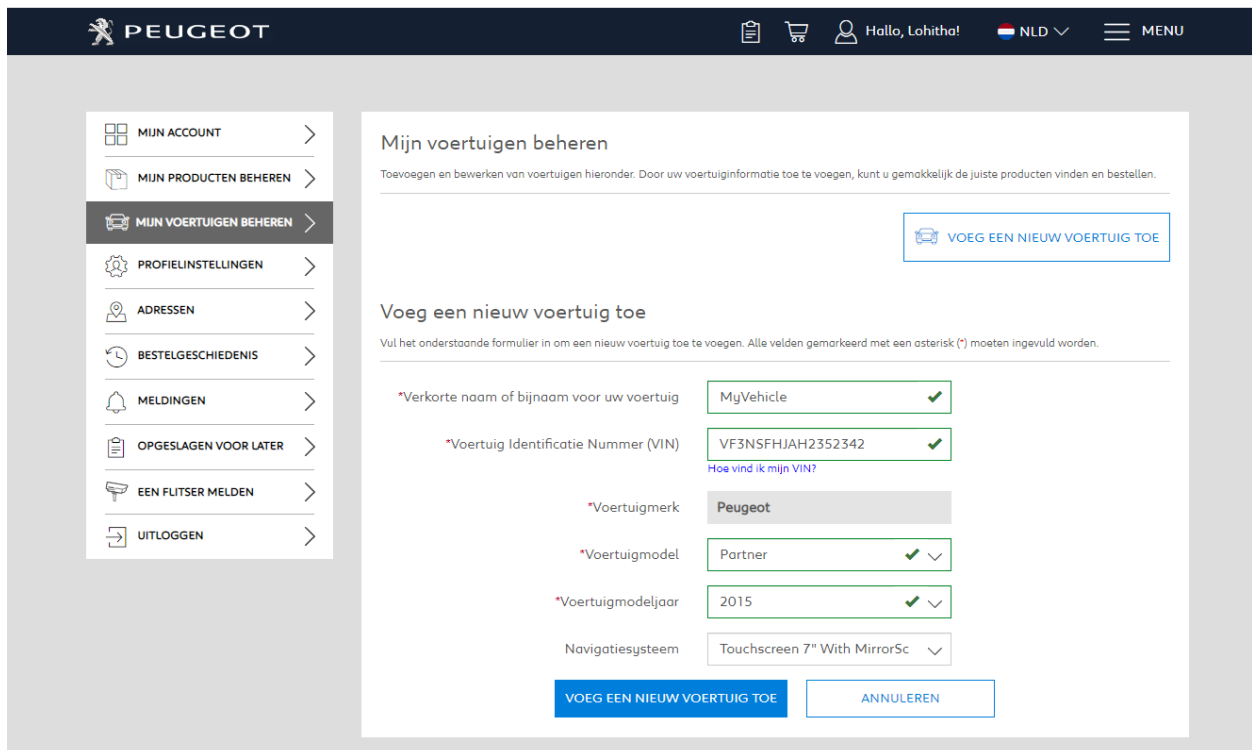 PEUGEOT
Hallo, Lohitha!
NLD
MENU
MIJN ACCOUNT
MIJN PRODUCTEN BEHEREN
MIJN VOERTUIGEN BEHEREN
PROFIELINSTELLINGEN
ADRESSEN
BESTELGESCHIEDENIS
MELDINGEN
OPGESLAGEN VOOR LATER
EEN FLITSER MELDEN
UITLOGGEN
Mijn voertuigen beheren
Toevoegen en bewerken van voertuigen hieronder. Door uw voertuiginformatie toe te voegen, kunt u gemakkelijk de juiste producten vinden en bestellen.
VOEG EEN NIEUW VOERTUIG TOE
Voeg een nieuw voertuig toe
Vul het onderstaande formulier in om een nieuw voertuig toe te voegen. Alle velden gemarkeerd met een asterisk (*) moeten ingevuld worden.
*Verkorte naam of bijnaam voor uw voertuig MyVehicle
*Voertuig Identificatie Nummer (VIN) VF3NSFHJAH2352342
Hoe vind ik mijn VIN?
*Voertuigmerk Peugeot
*Voertuigmodel Partner
*Voertuigmodeljaar 2015
Navigatiesysteem Touchscreen 7" With MirrorSc
VOEG EEN NIEUW VOERTUIG TOE ANNULEREN